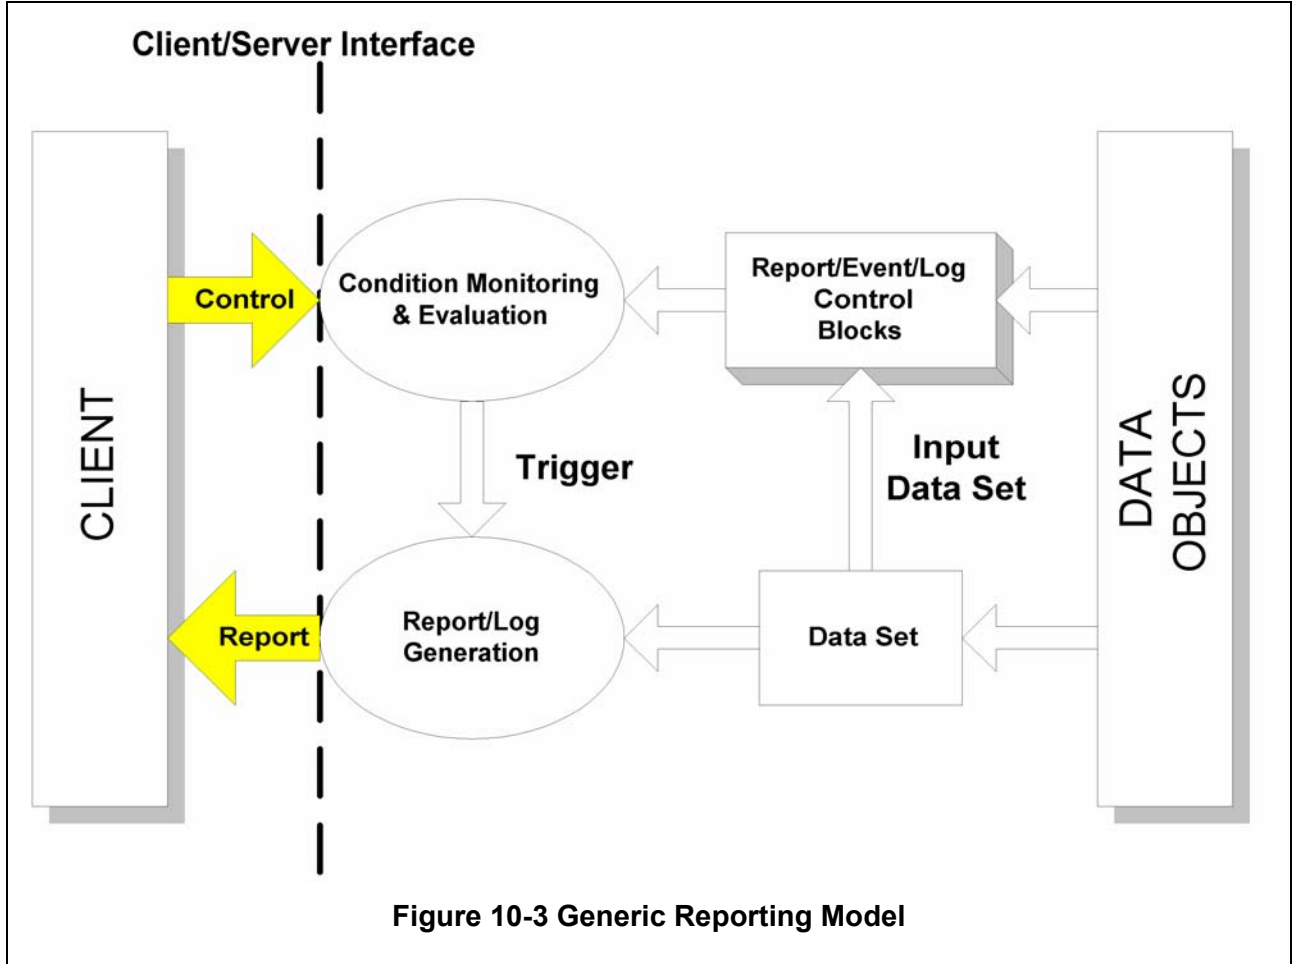 Client/Server Interface
CLIENT
Control
Condition Monitoring
& Evaluation
Report/Event/Log
Control
Blocks
DATA
OBJECTS
Trigger
Input
Data Set
Report
Report/Log
Generation
Data Set
Figure 10-3 Generic Reporting Model